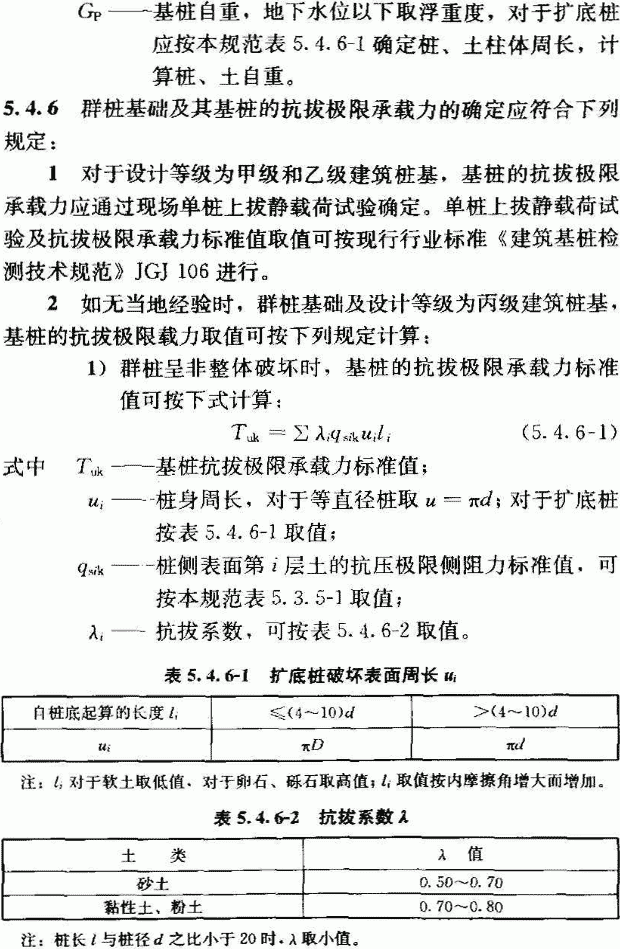 G_P——基桩自重，地下水位以下取浮重度，对于扩底桩
应按本规范表 5.4.6-1 确定桩、土柱体周长，计
算桩、土自重。
5.4.6 群桩基础及其基桩的抗拔极限承载力的确定应符合下列
规定：
1 对于设计等级为甲级和乙级建筑桩基，基桩的抗拔极限
承载力应通过现场单桩上拔静载荷试验确定。单桩上拔静载荷试
验及抗拔极限承载力标准值取值可按现行行业标准《建筑基桩检
测技术规范》JGJ 106 进行。
2 如无当地经验时，群桩基础及设计等级为丙级建筑桩基，
基桩的抗拔极限载力取值可按下列规定计算：
1）群桩呈非整体破坏时，基桩的抗拔极限承载力标准
值可按下式计算：
T_uk = Σ λ_i q_sik u_i l_i （5.4.6-1）
式中 T_uk——基桩抗拔极限承载力标准值；
u_i——桩身周长，对于等直径桩取 u = πd；对于扩底桩
按表 5.4.6-1 取值；
q_sik——桩侧表面第 i 层土的抗压极限侧阻力标准值，可
按本规范表 5.3.5-1 取值；
λ_i——抗拔系数，可按表 5.4.6-2 取值。
表 5.4.6-1 扩底桩破坏表面周长 u_i
自桩底起算的长度 l_i ≤(4~10)d >(4~10)d
u_i πD πd
注：l_i 对于软土取低值，对于卵石、砾石取高值；l_i 取值按内摩擦角增大而增加。
表 5.4.6-2 抗拔系数 λ
土 类 λ 值
砂土 0.50~0.70
黏性土、粉土 0.70~0.80
注：桩长 l 与桩径 d 之比小于 20 时，λ 取小值。